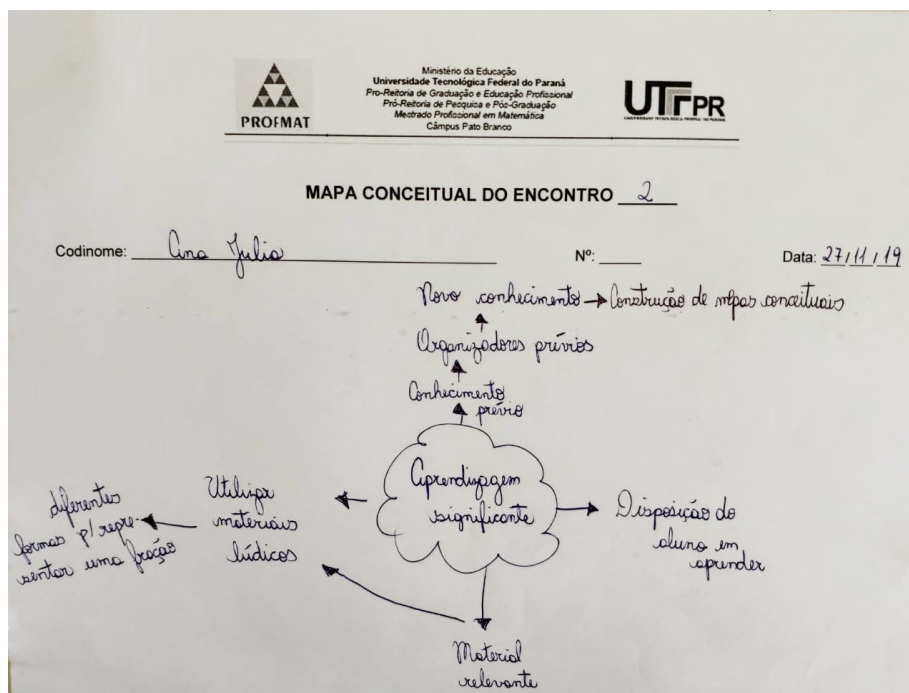 Ministério da Educação
Universidade Tecnológica Federal do Paraná
Pro-Reitoria de Graduação e Educação Profissional
Pró-Reitoria de Pesquisa e Pós-Graduação
Mestrado Profissional em Matemática
Câmpus Pato Branco
PROFMAT
UTFPR
MAPA CONCEITUAL DO ENCONTRO 2
Codinome: Ana Julia Nº: Data: 27/11/19
Novo conhecimento → Construção de mapas conceituais
Organizadores prévios
Conhecimento
prévio
Aprendizagem
significante
Utilizar
materiais
lúdicos
diferentes
formas p/ repre-
sentar uma fração
Disposição do
aluno em
aprender
Material
relevante